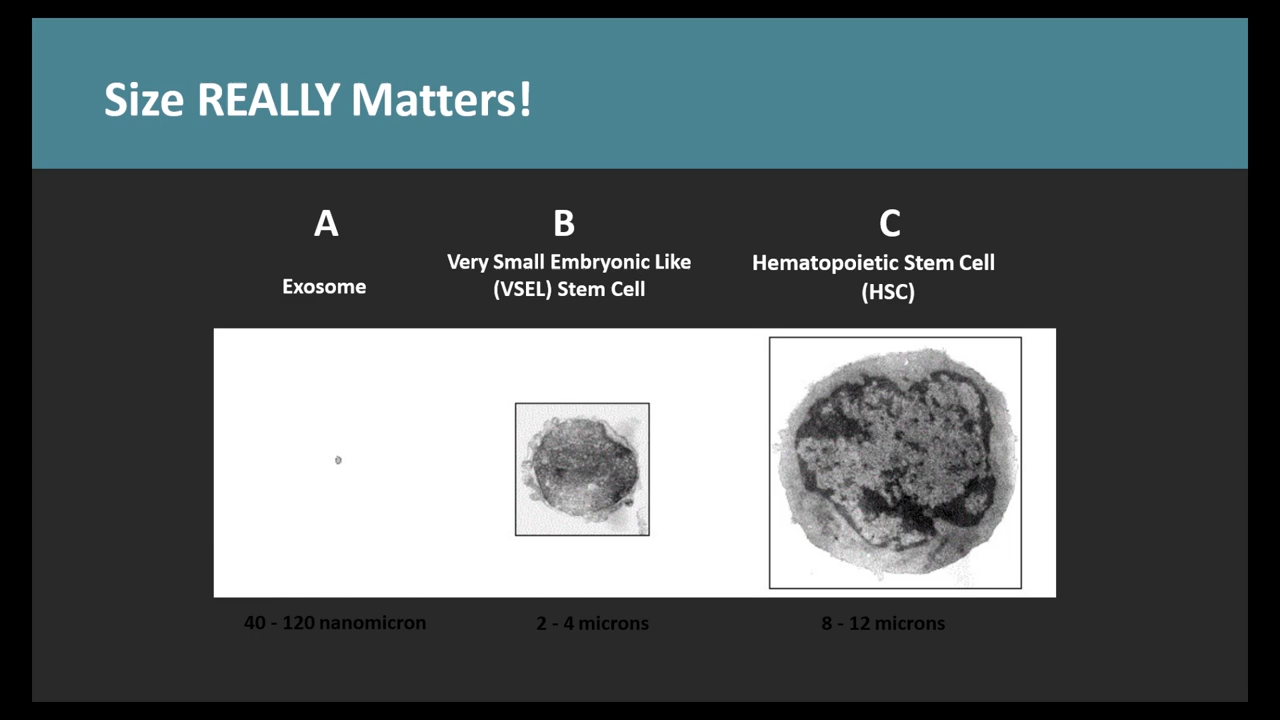 Size REALLY Matters!
A
B
C
Exosome
Very Small Embryonic Like
(VSEL) Stem Cell
Hematopoietic Stem Cell
(HSC)
40 - 120 nanomicron
2 - 4 microns
8 - 12 microns